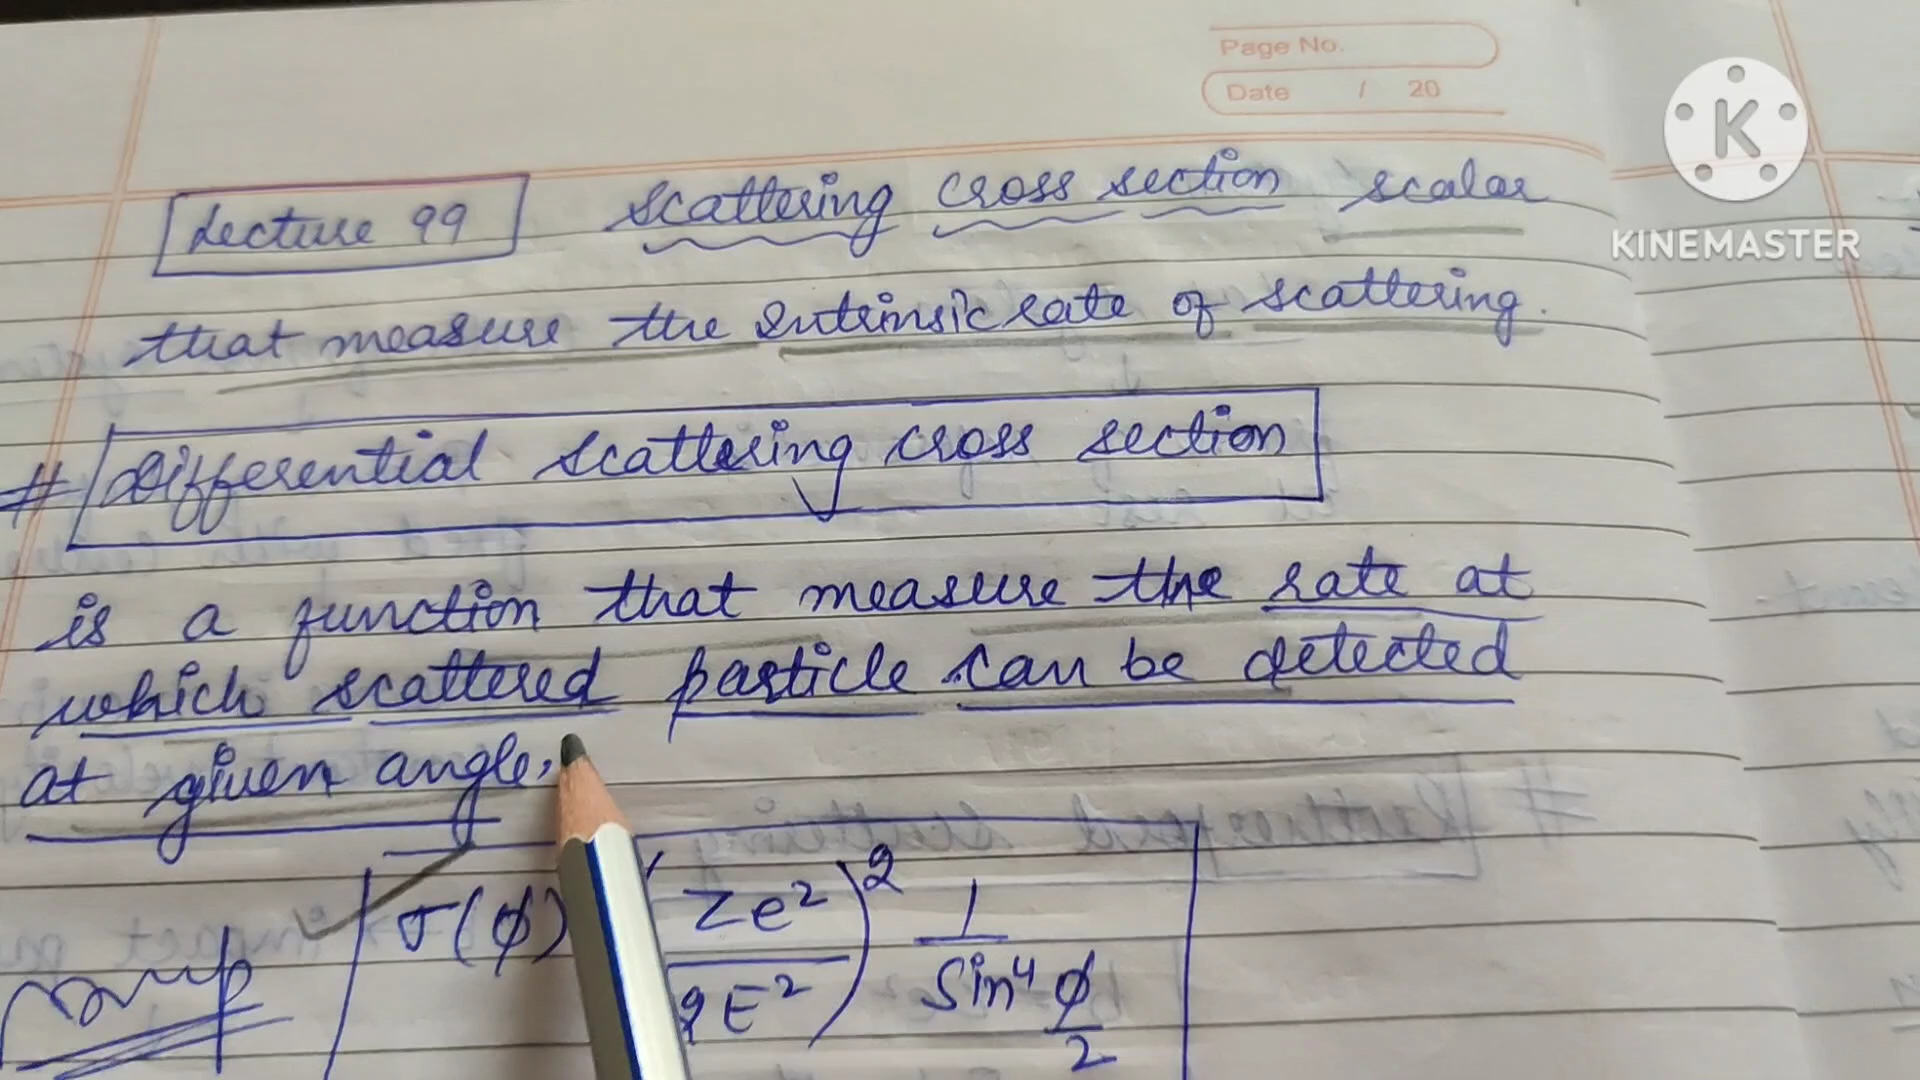 Page No.
Date / 20
K
KINEMASTER
Lecture 99 scattering cross section scalar
that measure the intrinsic rate of scattering.
# Differential scattering cross section
is a function that measure the rate at
which scattered particle can be detected
at given angle.
σ(ϕ) (Ze²/2E²)² 1/Sin⁴ ϕ/2